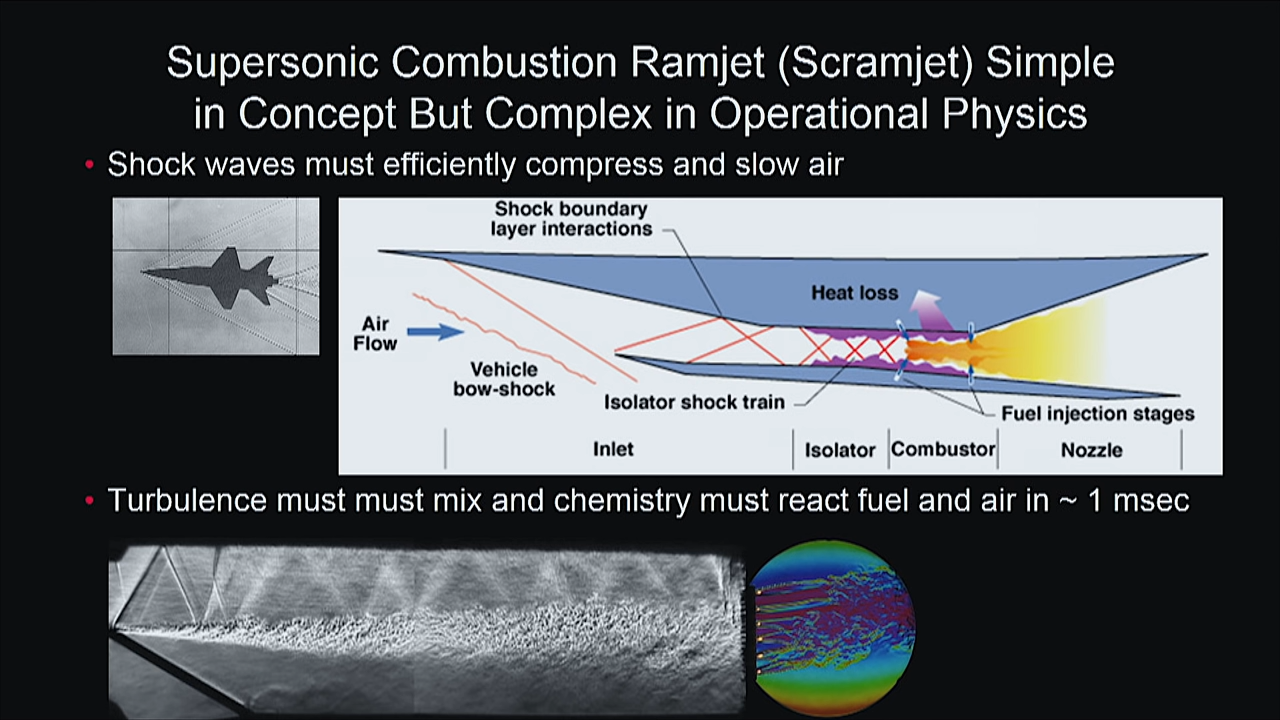 Supersonic Combustion Ramjet (Scramjet) Simple
in Concept But Complex in Operational Physics
• Shock waves must efficiently compress and slow air
Shock boundary
layer interactions
Heat loss
Air
Flow
Vehicle
bow-shock
Isolator shock train
Fuel injection stages
Inlet
Isolator
Combustor
Nozzle
• Turbulence must must mix and chemistry must react fuel and air in ~ 1 msec